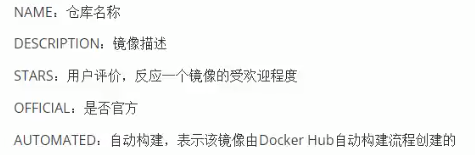 NAME：仓库名称
DESCRIPTION：镜像描述
STARS：用户评价，反应一个镜像的受欢迎程度
OFFICIAL：是否官方
AUTOMATED：自动构建，表示该镜像由Docker Hub自动构建流程创建的